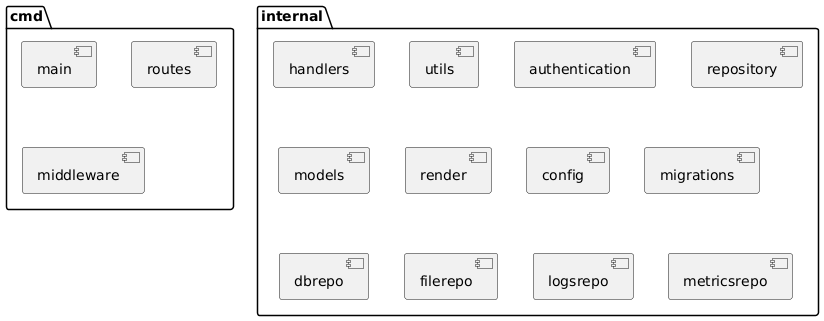 cmd
main
routes
middleware
internal
handlers
utils
authentication
repository
models
render
config
migrations
dbrepo
filerepo
logsrepo
metricsrepo